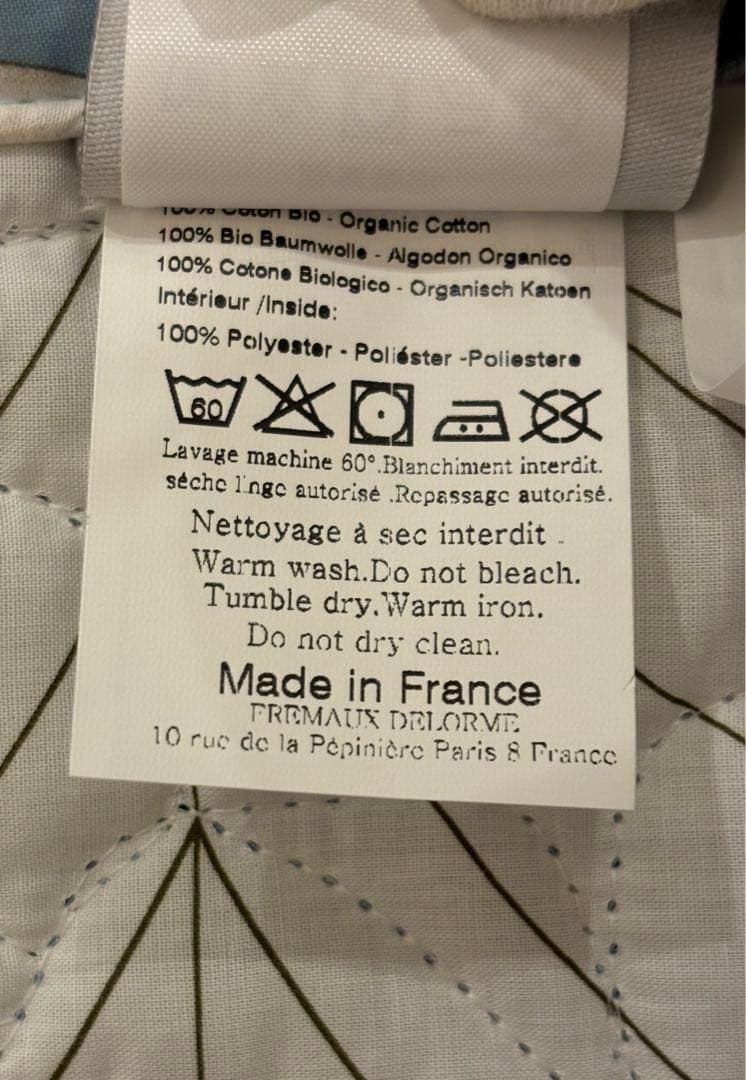 100% Coton Bio - Organic Cotton
100% Bio Baumwolle - Algodon Organico
100% Cotone Biologico - Organisch Katoen
Intérieur /Inside:
100% Polyester - Poliéster -Poliestere
60
Lavage machine 60°.Blanchiment interdit.
séche linge autorisé .Repassage autorisé.
Nettoyage à sec interdit -
Warm wash.Do not bleach.
Tumble dry.Warm iron.
Do not dry clean.
Made in France
FREMAUX DELORME
10 rue de la Pépinière Paris 8 France